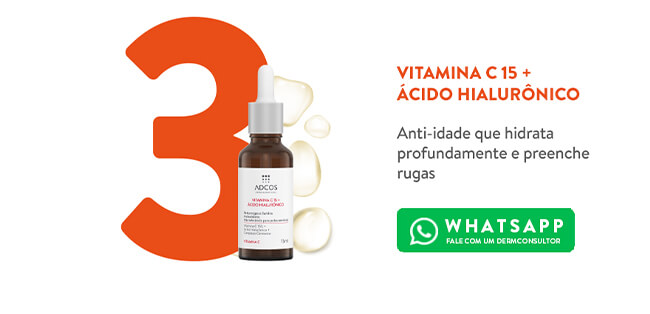 3
VITAMINA C 15 +
ÁCIDO HIALURÔNICO
Anti-idade que hidrata
profundamente e preenche
rugas
WHATSAPP
FALE COM UM DERMCONSULTOR
ADCOS
VITAMINA C 15 +
ÁCIDO HIALURÔNICO